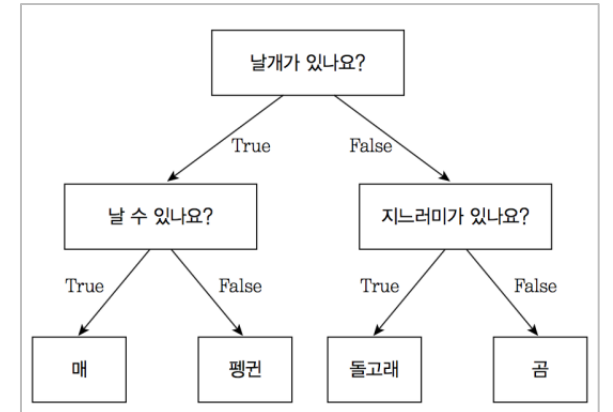 날개가 있나요?
True
False
날 수 있나요?
지느러미가 있나요?
True
False
True
False
매
펭귄
돌고래
곰